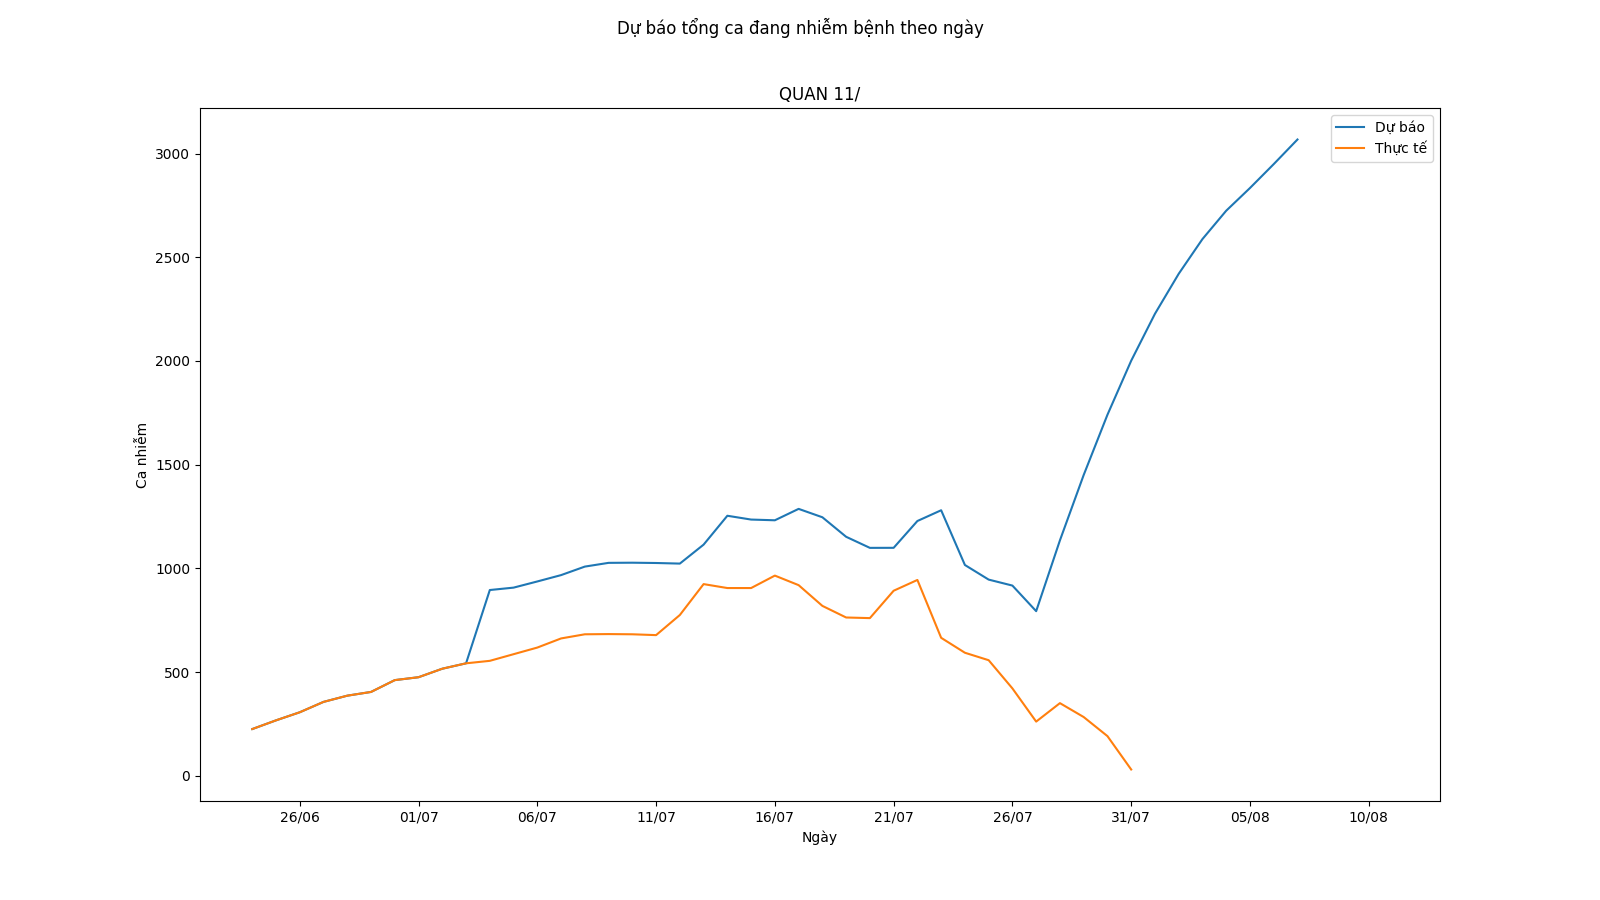 Dự báo tổng ca đang nhiễm bệnh theo ngày
QUAN 11/
Dự báo
Thực tế
3000
2500
2000
1500
1000
500
0
Ca nhiễm
26/06 01/07 06/07 11/07 16/07 21/07 26/07 31/07 05/08 10/08
Ngày